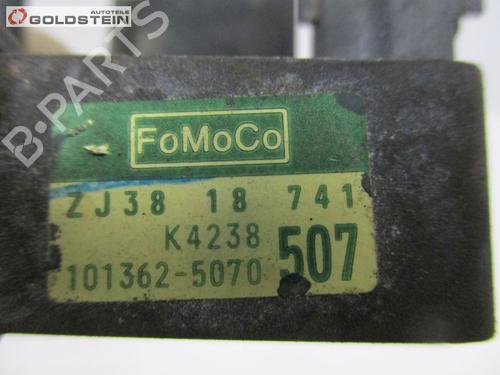 AUTOTEILE
GOLDSTEIN
B-PARTS
FoMoCo
ZJ38 18 741
K4238
101362-5070 507